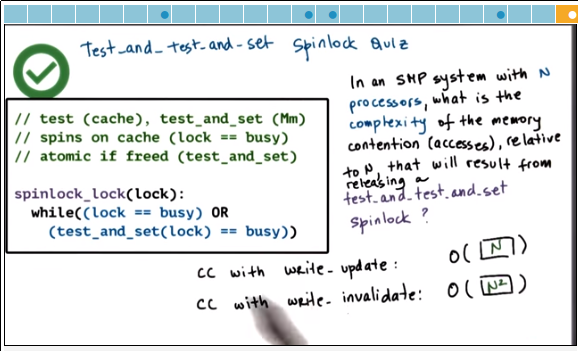 Test_and_test_and_set Spinlock Quiz
In an SMP system with N
processors, what is the
complexity of the memory
contention (accesses), relative
to N, that will result from
releasing a
test_and_test_and_set
spinlock?
// test (cache), test_and_set (Mm)
// spins on cache (lock == busy)
// atomic if freed (test_and_set)
spinlock_lock(lock):
while((lock == busy) OR
(test_and_set(lock) == busy))
cc with write-update: O(N)
cc with write-invalidate: O(N²)